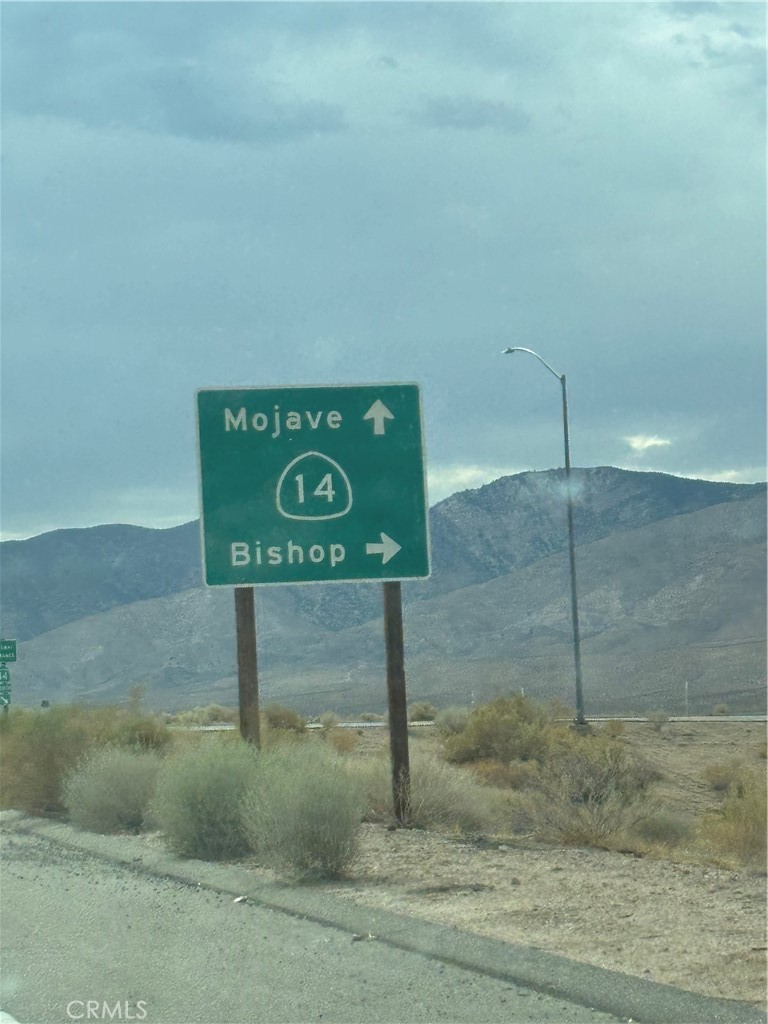 Mojave ↑
14
Bishop →
CRMLS